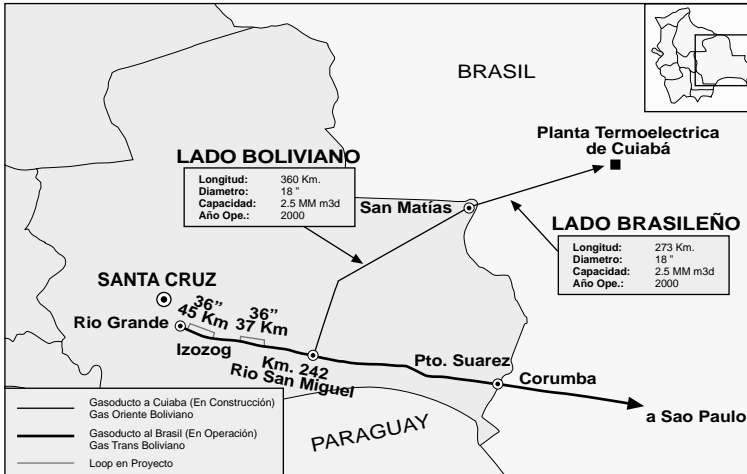 BRASIL
Planta Termoelectrica
de Cuiabá
LADO BOLIVIANO
Longitud: 360 Km.
Diametro: 18 "
Capacidad: 2.5 MM m3d
Año Ope.: 2000
San Matías
LADO BRASILEÑO
Longitud: 273 Km.
Diametro: 18 "
Capacidad: 2.5 MM m3d
Año Ope.: 2000
SANTA CRUZ
36”
45 Km
36”
37 Km
Rio Grande
Izozog
Km. 242
Rio San Miguel
Pto. Suarez
Corumba
a Sao Paulo
PARAGUAY
Gasoducto a Cuiaba (En Construcción)
Gas Oriente Boliviano
Gasoducto al Brasil (En Operación)
Gas Trans Boliviano
Loop en Proyecto